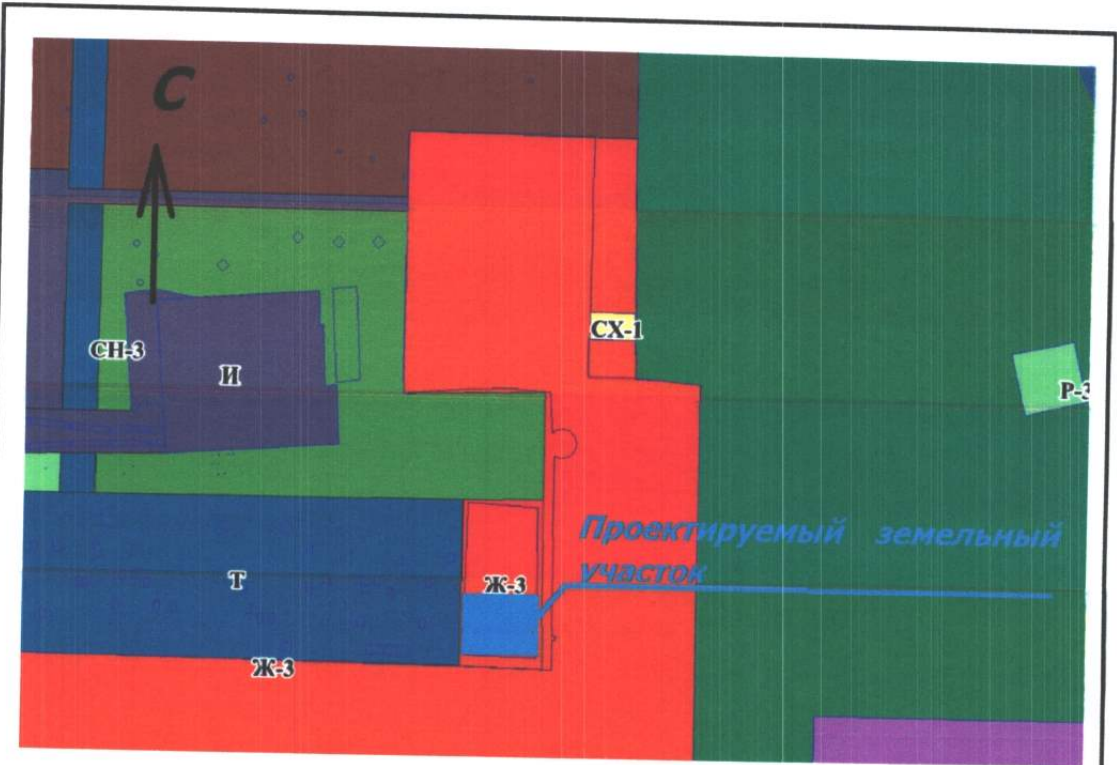 С
СХ-1
СН-3
И
Р-3
Проектируемый земельный
участок
Т
Ж-3
Ж-3